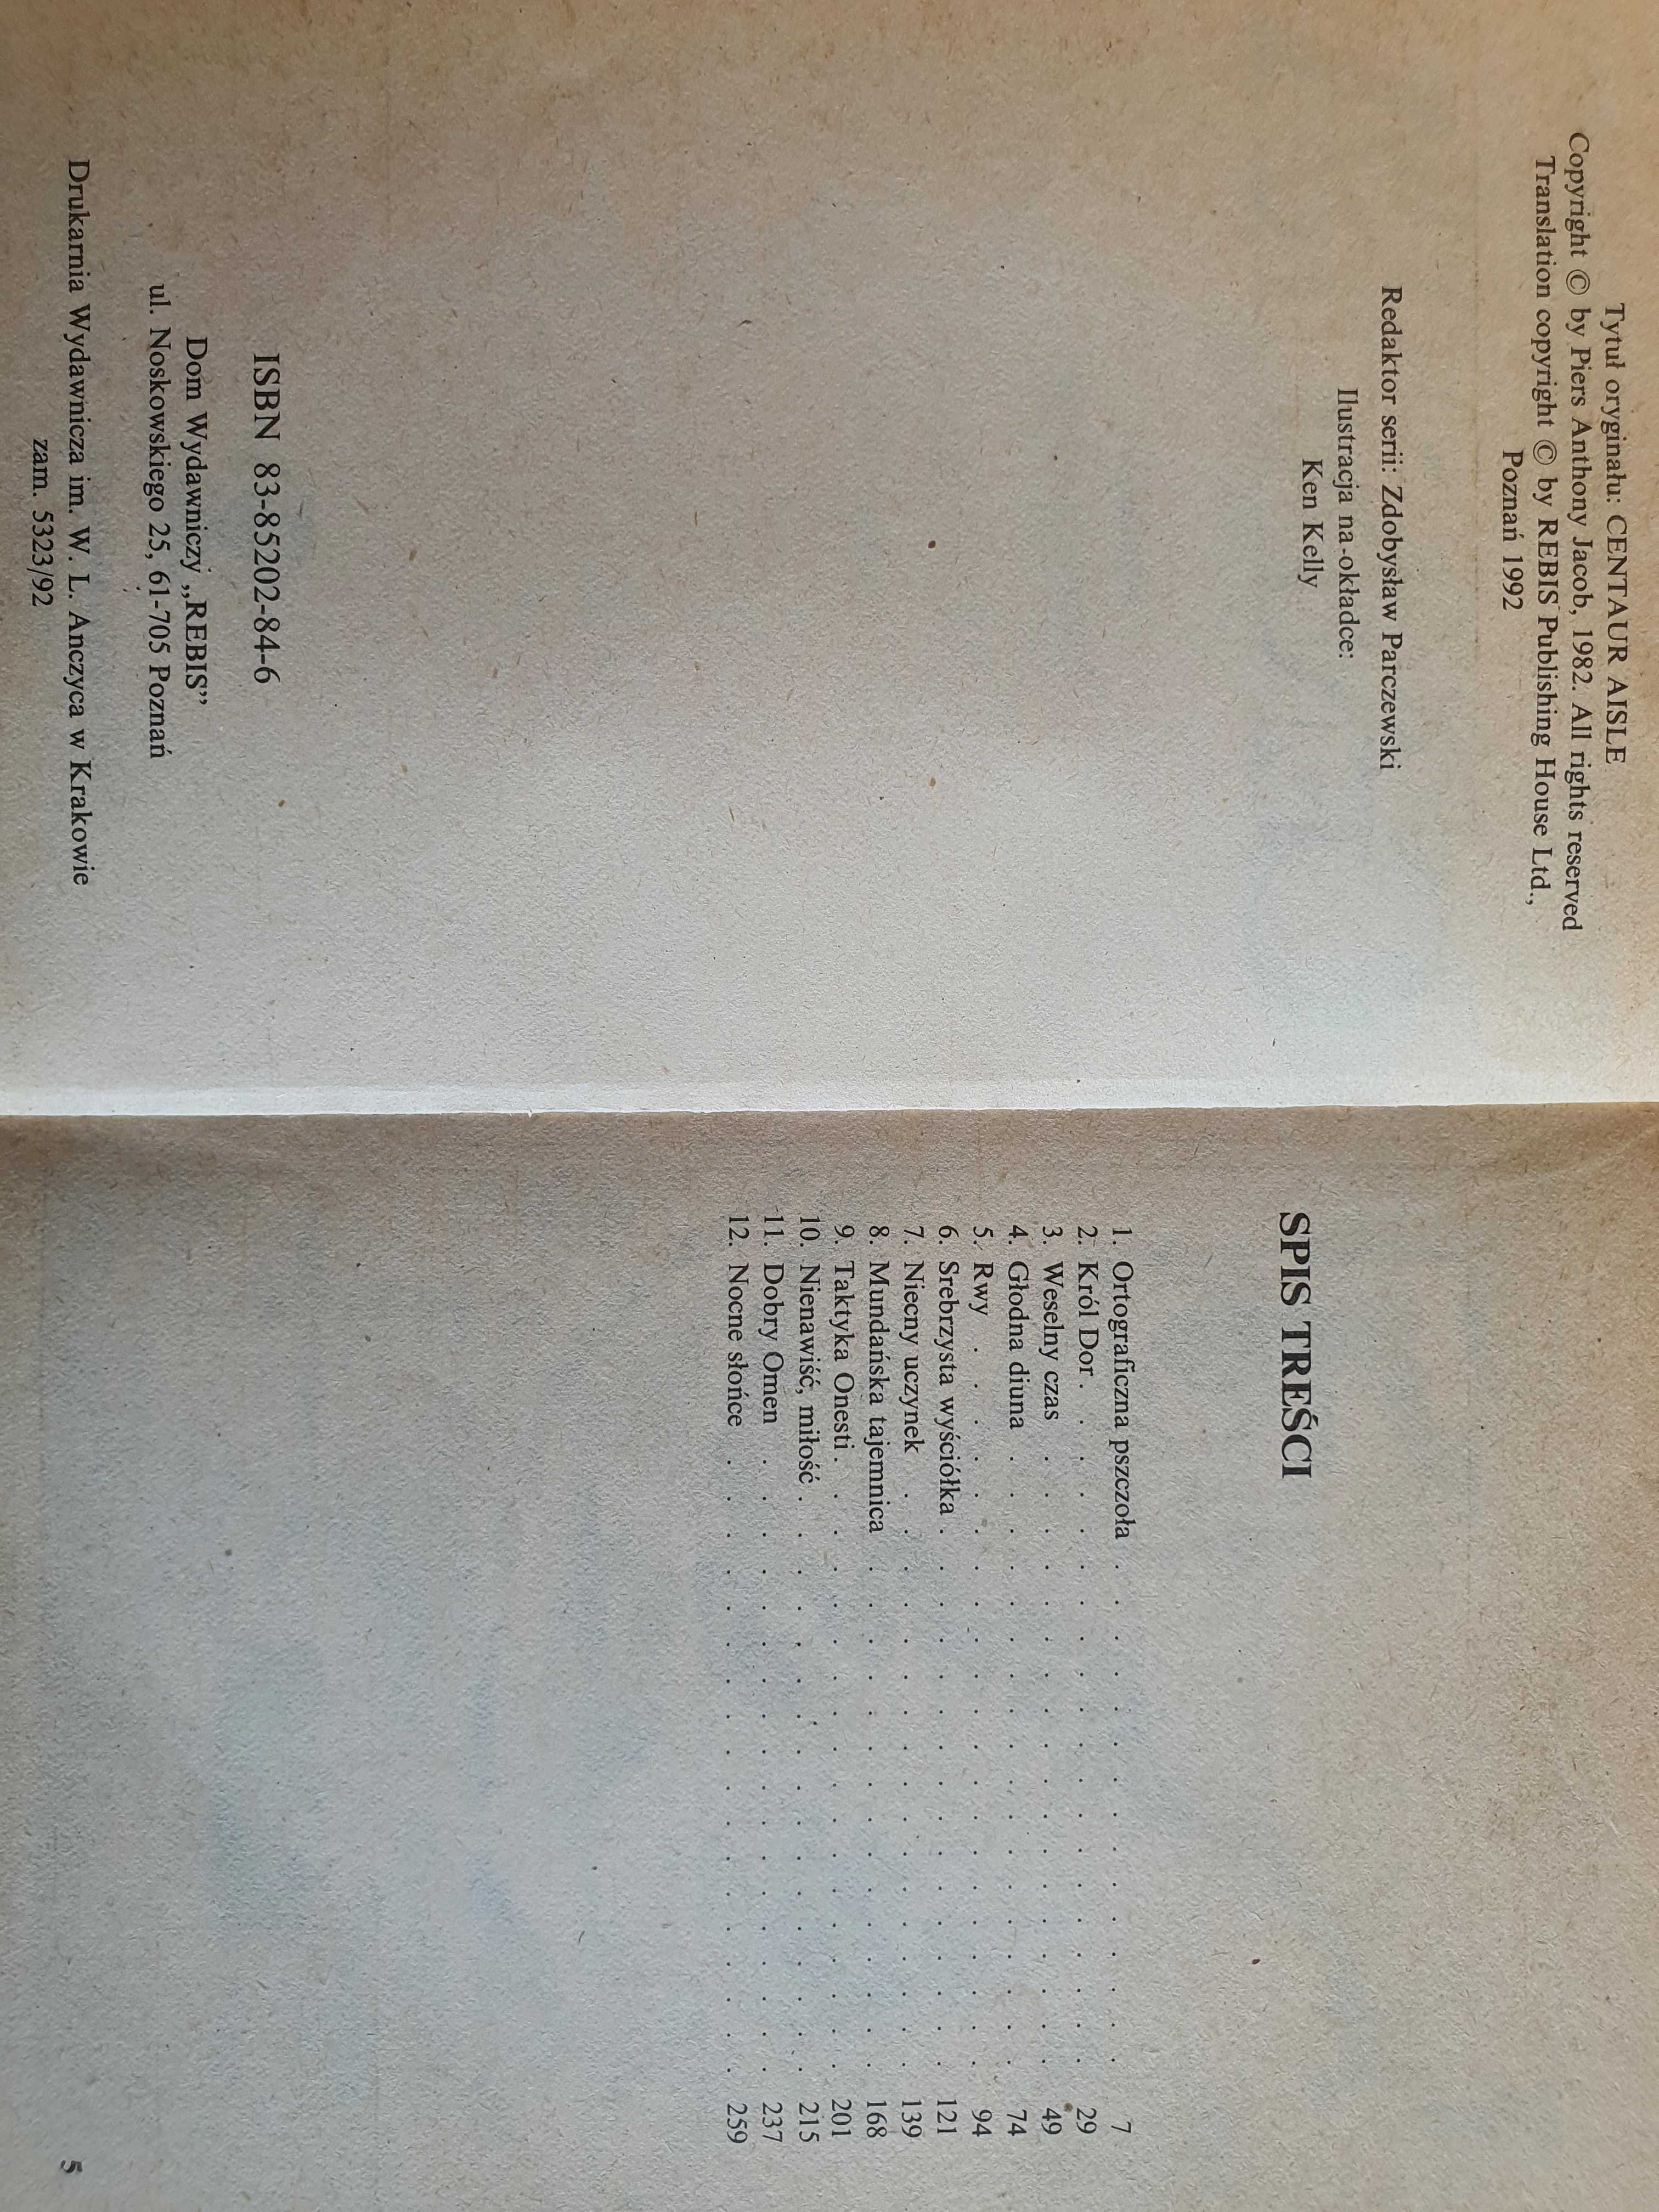 Tytuł oryginału: CENTAUR AISLE
Copyright © by Piers Anthony Jacob, 1982. All rights reserved
Translation copyright © by REBIS Publishing House Ltd.,
Poznań 1992
Redaktor serii: Zdobysław Parczewski
Ilustracja na okładce:
Ken Kelly
ISBN 83-85202-84-6
Dom Wydawniczy „REBIS”
ul. Noskowskiego 25, 61-705 Poznań
Drukarnia Wydawnicza im. W. L. Anczyca w Krakowie
zam. 5323/92
SPIS TREŚCI
1. Ortograficzna pszczoła . . . . . . . . . . . . . . . 7
2. Król Dor . . . . . . . . . . . . . . . . . . . . 29
3. Weselny czas . . . . . . . . . . . . . . . . . . 49
4. Głodna diuna . . . . . . . . . . . . . . . . . . 74
5. Rwy . . . . . . . . . . . . . . . . . . . . . 94
6. Srebrzysta wyściółka . . . . . . . . . . . . . . . . 121
7. Niecny uczynek . . . . . . . . . . . . . . . . . 139
8. Mundańska tajemnica . . . . . . . . . . . . . . . 168
9. Taktyka Onesti . . . . . . . . . . . . . . . . . . 201
10. Nienawiść, miłość . . . . . . . . . . . . . . . . . 215
11. Dobry Omen . . . . . . . . . . . . . . . . . . 237
12. Nocne słońce . . . . . . . . . . . . . . . . . . 259
5